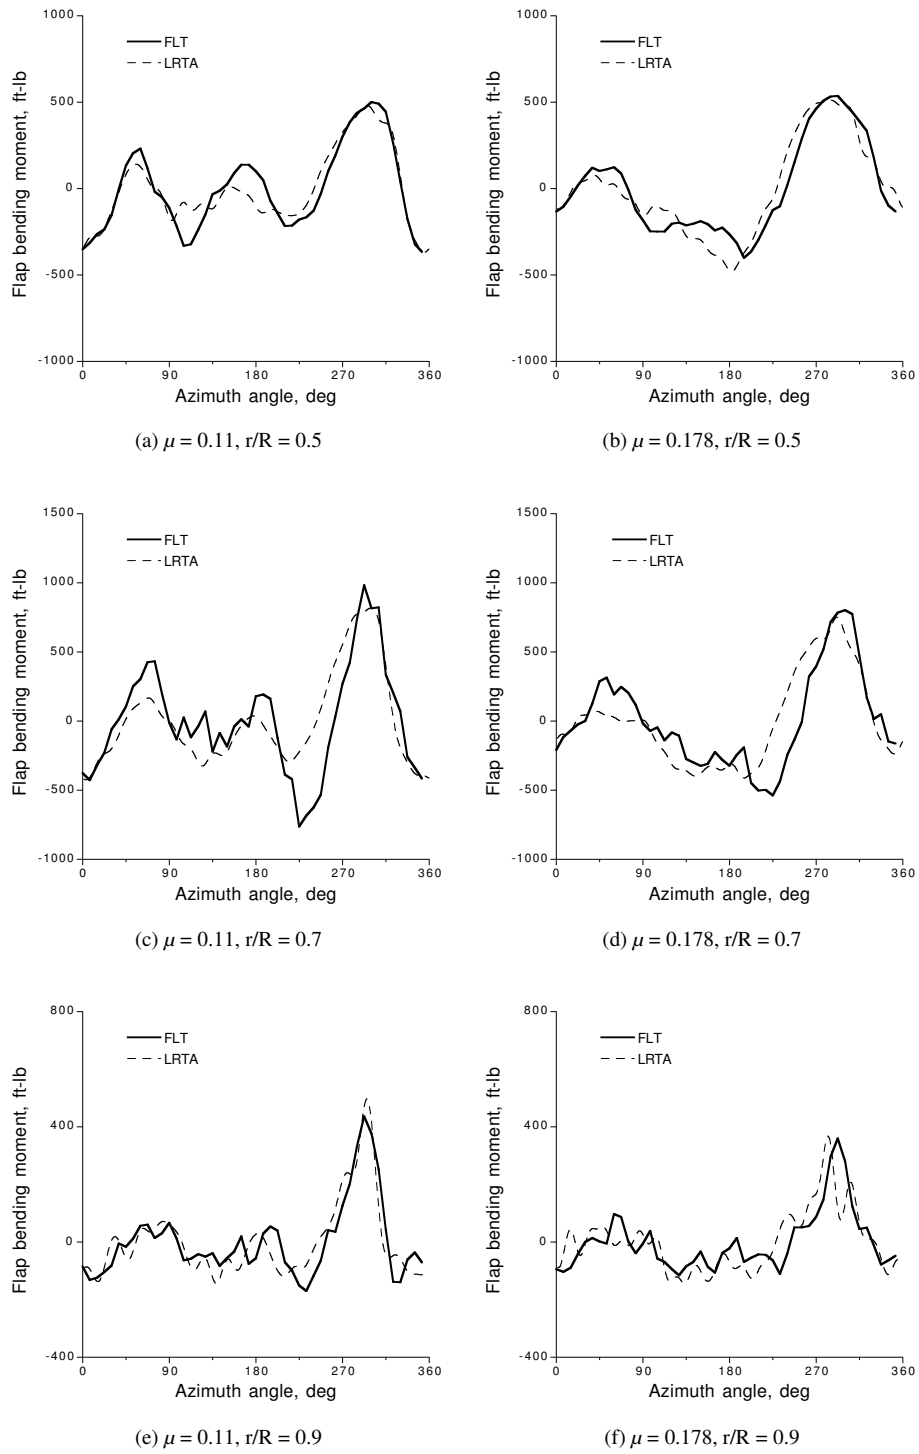 1000
500
0
-500
-1000
Flap bending moment, ft-lb
FLT
LRTA
0 90 180 270 360
Azimuth angle, deg
(a) μ = 0.11, r/R = 0.5
1000
500
0
-500
-1000
Flap bending moment, ft-lb
FLT
LRTA
0 90 180 270 360
Azimuth angle, deg
(b) μ = 0.178, r/R = 0.5
1500
1000
500
0
-500
-1000
Flap bending moment, ft-lb
FLT
LRTA
0 90 180 270 360
Azimuth angle, deg
(c) μ = 0.11, r/R = 0.7
1500
1000
500
0
-500
-1000
Flap bending moment, ft-lb
FLT
LRTA
0 90 180 270 360
Azimuth angle, deg
(d) μ = 0.178, r/R = 0.7
800
400
0
-400
Flap bending moment, ft-lb
FLT
LRTA
0 90 180 270 360
Azimuth angle, deg
(e) μ = 0.11, r/R = 0.9
800
400
0
-400
Flap bending moment, ft-lb
FLT
LRTA
0 90 180 270 360
Azimuth angle, deg
(f) μ = 0.178, r/R = 0.9